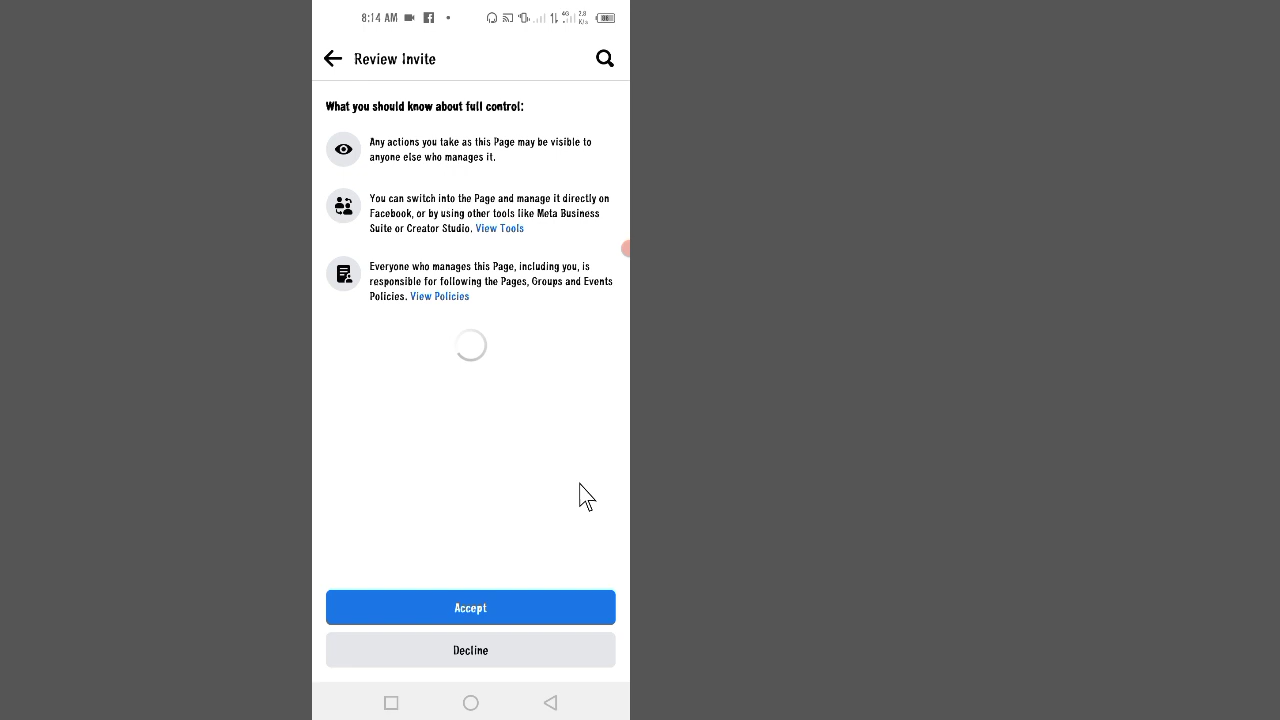 8:14 AM
4G
2.8
K/s
Review Invite
What you should know about full control:
Any actions you take as this Page may be visible to
anyone else who manages it.
You can switch into the Page and manage it directly on
Facebook, or by using other tools like Meta Business
Suite or Creator Studio. View Tools
Everyone who manages this Page, including you, is
responsible for following the Pages, Groups and Events
Policies. View Policies
Accept
Decline